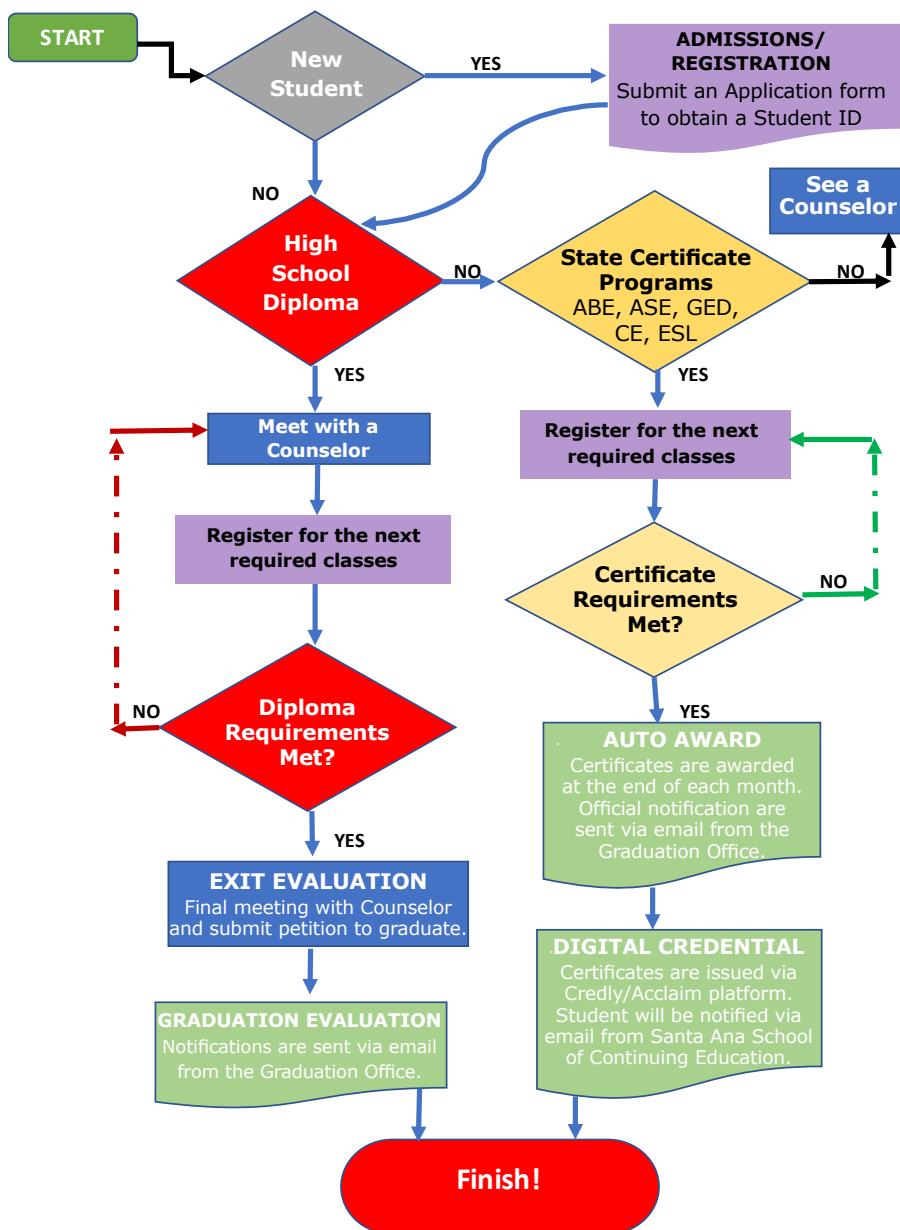 START
New
Student
YES
ADMISSIONS/
REGISTRATION
Submit an Application form
to obtain a Student ID
NO
See a
Counselor
High
School
Diploma
NO
State Certificate
Programs
ABE, ASE, GED,
CE, ESL
NO
YES
YES
Meet with a
Counselor
Register for the next
required classes
Register for the next
required classes
Certificate
Requirements
Met?
NO
Diploma
Requirements
Met?
NO
YES
YES
AUTO AWARD
Certificates are awarded
at the end of each month.
Official notification are
sent via email from the
Graduation Office.
EXIT EVALUATION
Final meeting with Counselor
and submit petition to graduate.
DIGITAL CREDENTIAL
Certificates are issued via
Credly/Acclaim platform.
Student will be notified via
email from Santa Ana School
of Continuing Education.
GRADUATION EVALUATION
Notifications are sent via email
from the Graduation Office.
Finish!